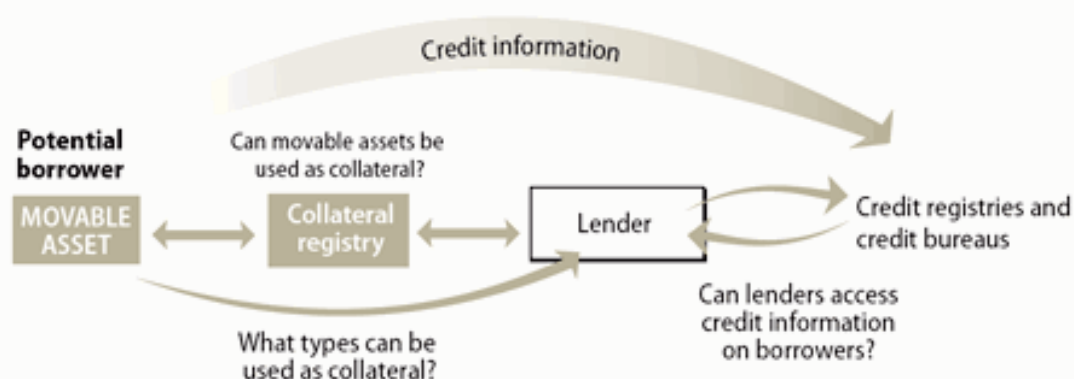 Credit information
Potential
borrower
Can movable assets be
used as collateral?
MOVABLE
ASSET
Collateral
registry
Lender
Credit registries and
credit bureaus
What types can be
used as collateral?
Can lenders access
credit information
on borrowers?